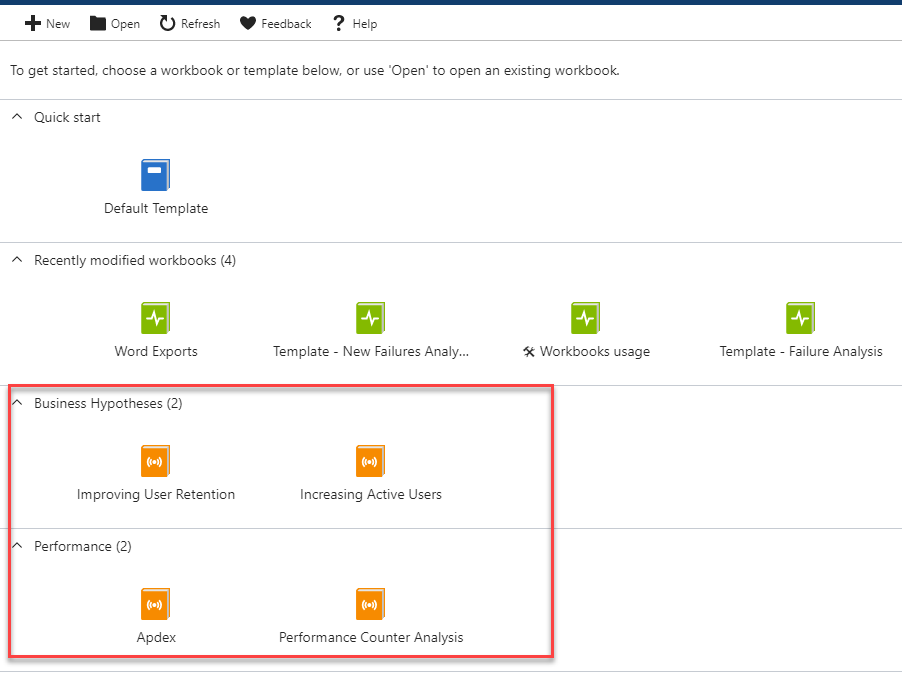 New Open Refresh Feedback Help
To get started, choose a workbook or template below, or use 'Open' to open an existing workbook.
Quick start
Default Template
Recently modified workbooks (4)
Word Exports Template - New Failures Analy... 🛠 Workbooks usage Template - Failure Analysis
Business Hypotheses (2)
Improving User Retention Increasing Active Users
Performance (2)
Apdex Performance Counter Analysis